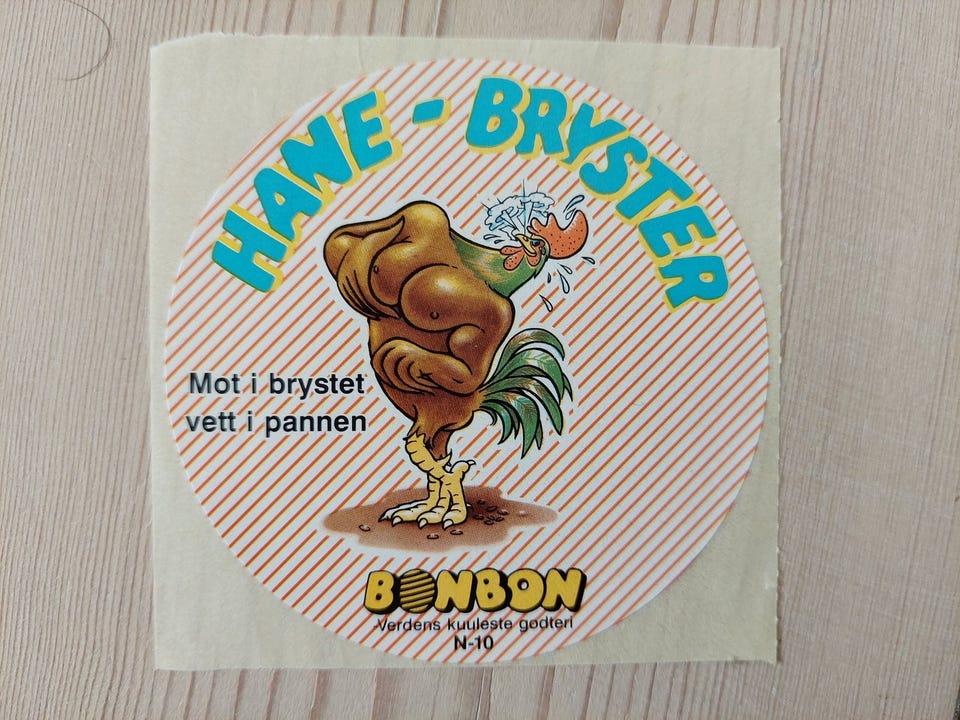 HANE-BRYSTER
Mot i brystet
vett i pannen
BONBON
-Verdens kuuleste godteri
N-10